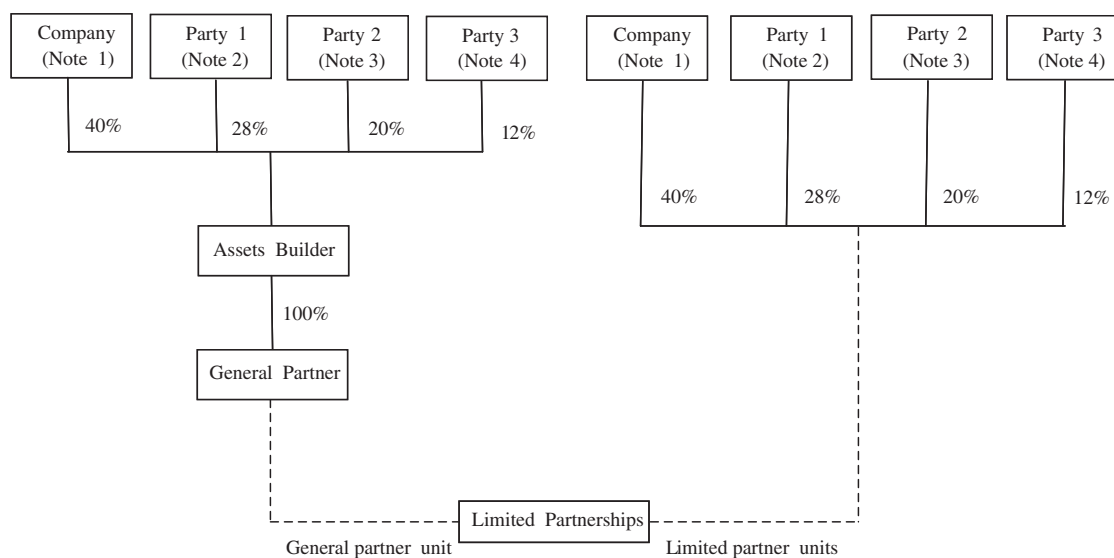 Company
(Note 1)
Party 1
(Note 2)
Party 2
(Note 3)
Party 3
(Note 4)
Company
(Note 1)
Party 1
(Note 2)
Party 2
(Note 3)
Party 3
(Note 4)
40%
28%
20%
12%
40%
28%
20%
12%
Assets Builder
100%
General Partner
Limited Partnerships
General partner unit
Limited partner units